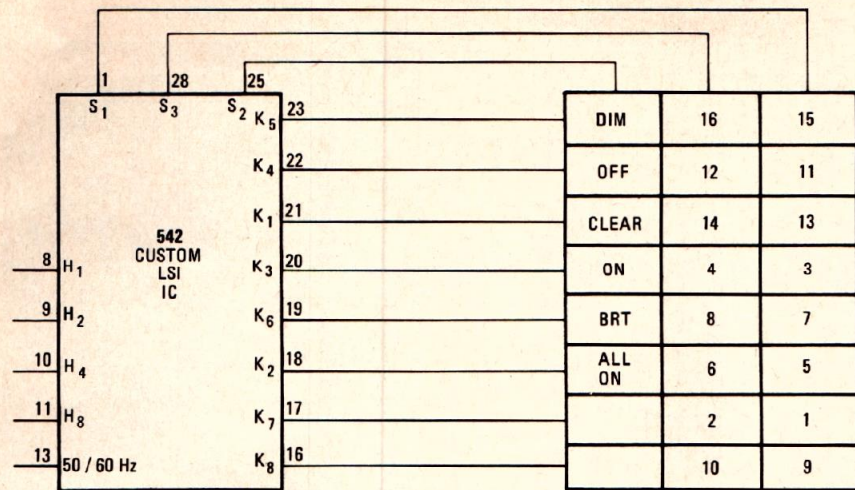 1 28 25
S1 S3 S2
K5 23 DIM 16 15
K4 22 OFF 12 11
K1 21 CLEAR 14 13
542
CUSTOM
LSI
IC
8 H1 K3 20 ON 4 3
9 H2 K6 19 BRT 8 7
10 H4 K2 18 ALL ON 6 5
11 H8 K7 17 2 1
13 50 / 60 Hz K8 16 10 9